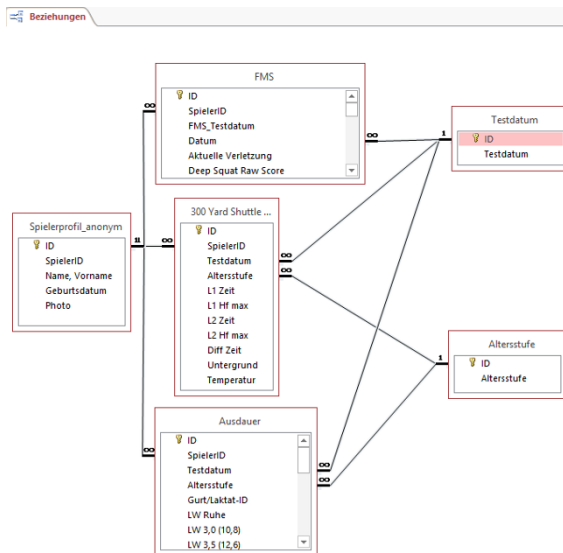 Beziehungen
FMS
ID
SpielerID
FMS_Testdatum
Datum
Aktuelle Verletzung
Deep Squat Raw Score
∞
∞
1
Testdatum
ID
Testdatum
Spielerprofil_anonym
ID
SpielerID
Name, Vorname
Geburtsdatum
Photo
11
∞
300 Yard Shuttle ...
ID
SpielerID
Testdatum
Altersstufe
L1 Zeit
L1 Hf max
L2 Zeit
L2 Hf max
Diff Zeit
Untergrund
Temperatur
∞
∞
1
Altersstufe
ID
Altersstufe
Ausdauer
ID
SpielerID
Testdatum
Altersstufe
Gurt/Laktat-ID
LW Ruhe
LW 3,0 (10,8)
LW 3,5 (12,6)
∞
∞
∞